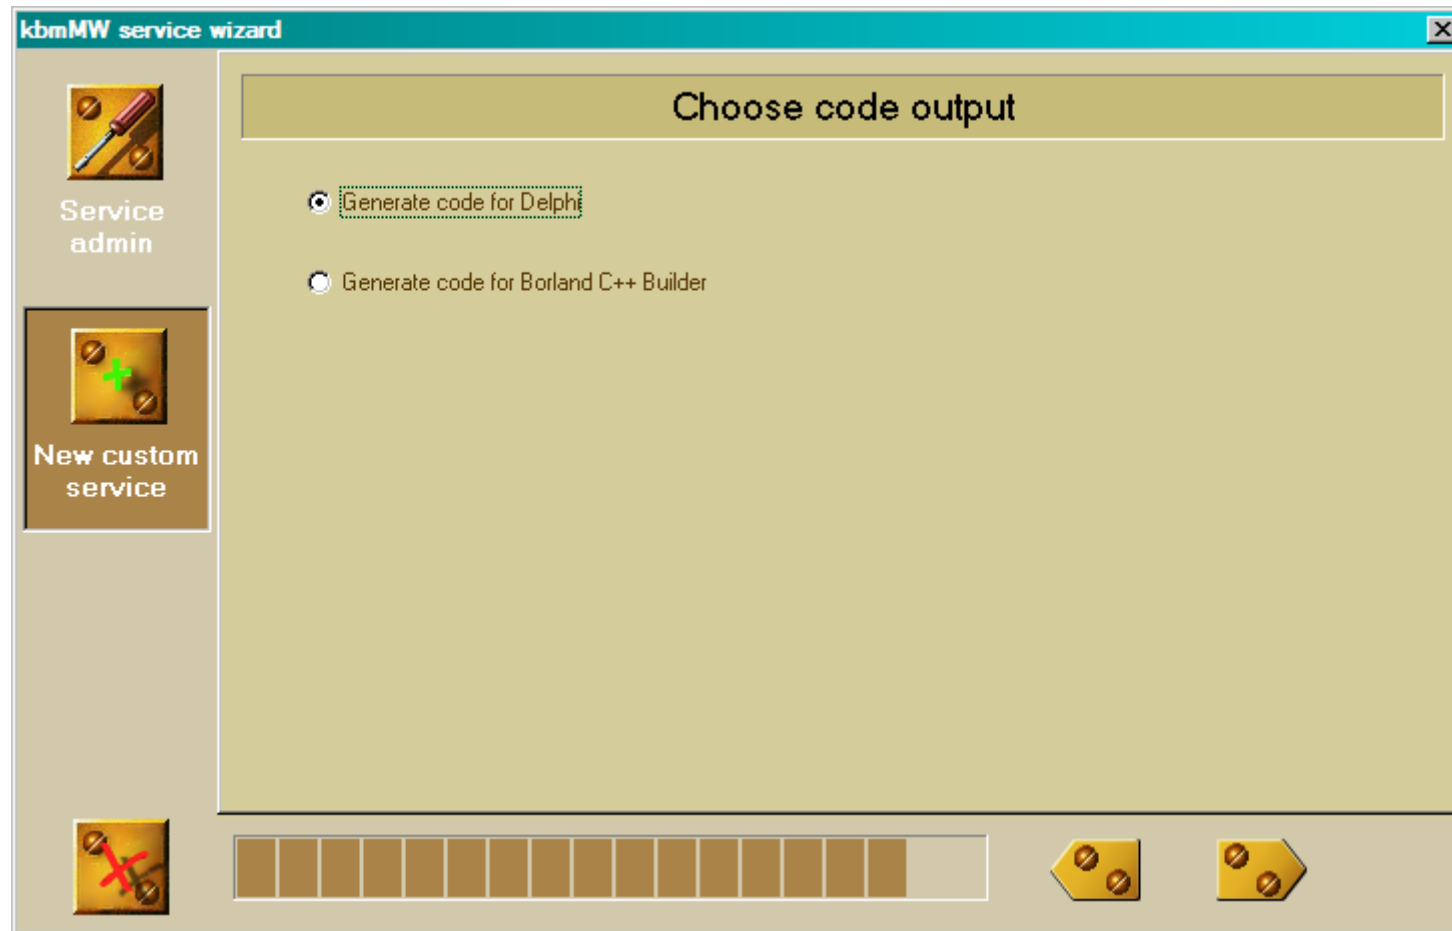 kbmMW service wizard
Service
admin
New custom
service
Choose code output
Generate code for Delphi
Generate code for Borland C++ Builder